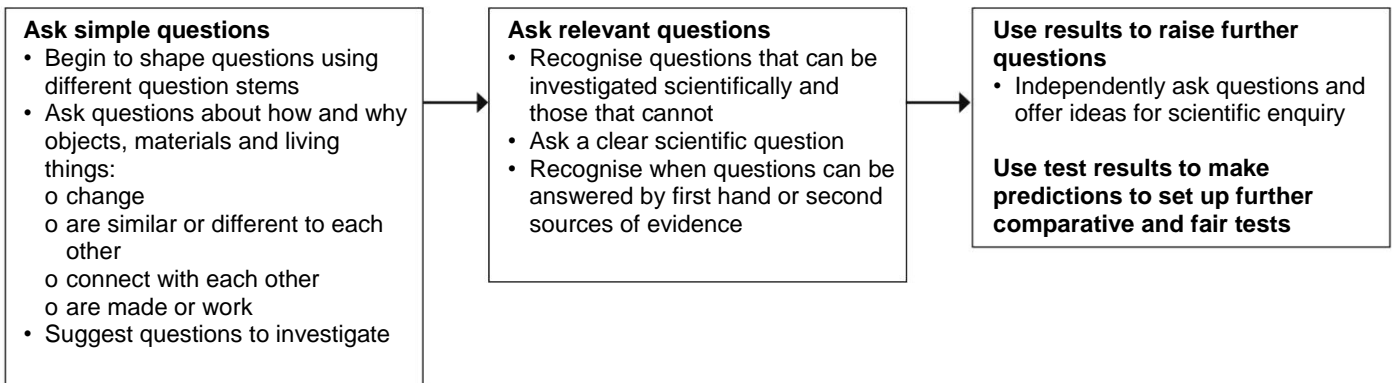 Ask simple questions
• Begin to shape questions using
different question stems
• Ask questions about how and why
objects, materials and living
things:
o change
o are similar or different to each
other
o connect with each other
o are made or work
• Suggest questions to investigate
Ask relevant questions
• Recognise questions that can be
investigated scientifically and
those that cannot
• Ask a clear scientific question
• Recognise when questions can be
answered by first hand or second
sources of evidence
Use results to raise further
questions
• Independently ask questions and
offer ideas for scientific enquiry
Use test results to make
predictions to set up further
comparative and fair tests